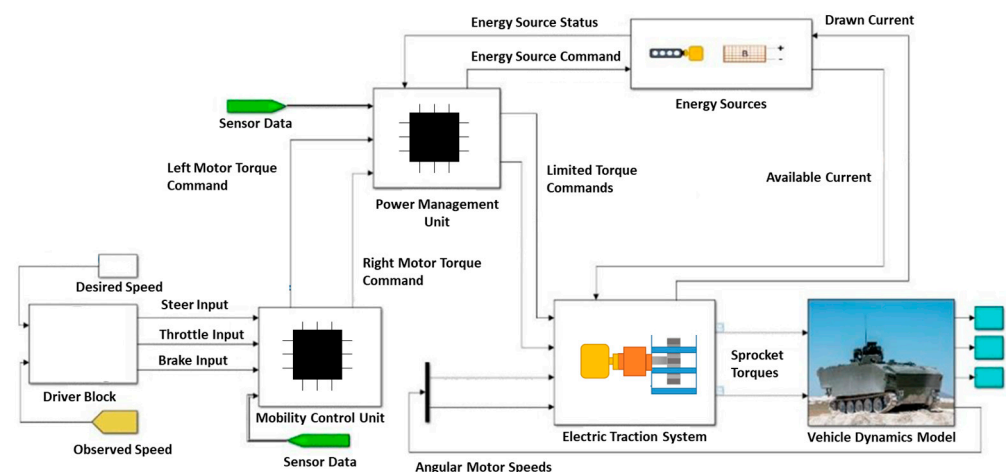 Energy Source Status
Drawn Current
Energy Source Command
B
+
-
Energy Sources
Sensor Data
Left Motor Torque
Command
Limited Torque
Commands
Available Current
Power Management
Unit
Right Motor Torque
Command
Desired Speed
Steer Input
Throttle Input
Brake Input
Sprocket
Torques
Driver Block
Mobility Control Unit
Electric Traction System
Vehicle Dynamics Model
Observed Speed
Sensor Data
Angular Motor Speeds